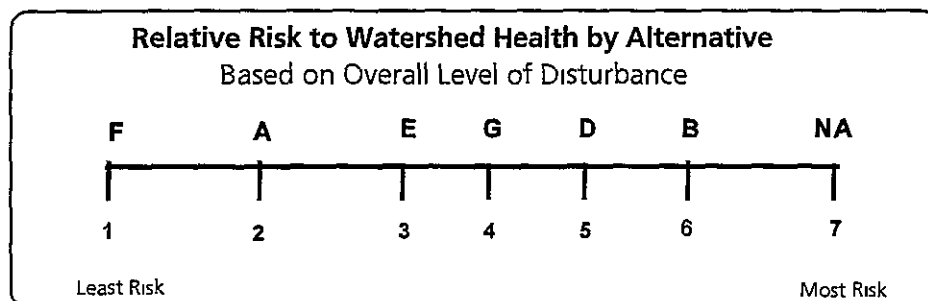 Relative Risk to Watershed Health by Alternative
Based on Overall Level of Disturbance
F A E G D B NA
1 2 3 4 5 6 7
Least Risk Most Risk